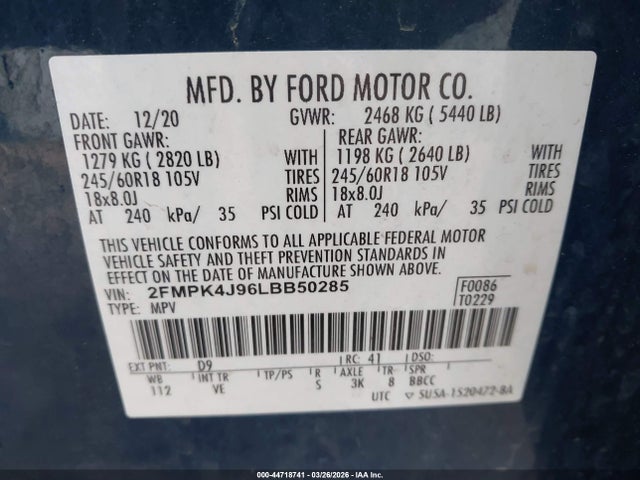 MFD. BY FORD MOTOR CO.
DATE: 12/20 GVWR: 2468 KG ( 5440 LB)
FRONT GAWR: REAR GAWR:
1279 KG ( 2820 LB) WITH 1198 KG ( 2640 LB) WITH
245/60R18 105V TIRES 245/60R18 105V TIRES
18x8.0J RIMS 18x8.0J RIMS
AT 240 kPa/ 35 PSI COLD AT 240 kPa/ 35 PSI COLD
THIS VEHICLE CONFORMS TO ALL APPLICABLE FEDERAL MOTOR
VEHICLE SAFETY AND THEFT PREVENTION STANDARDS IN
EFFECT ON THE DATE OF MANUFACTURE SHOWN ABOVE.
VIN: 2FMPK4J96LBB50285 F0086
TYPE: MPV T0229
EXT PNT: D9 RC: 41 DSO:
WB INT TR TP/PS R AXLE TR SPR
112 VE S 3K 8 BBCC
UTC ▽ 5U5A-1520472-BA
000-44718741 | 03/26/2026 | IAA Inc.